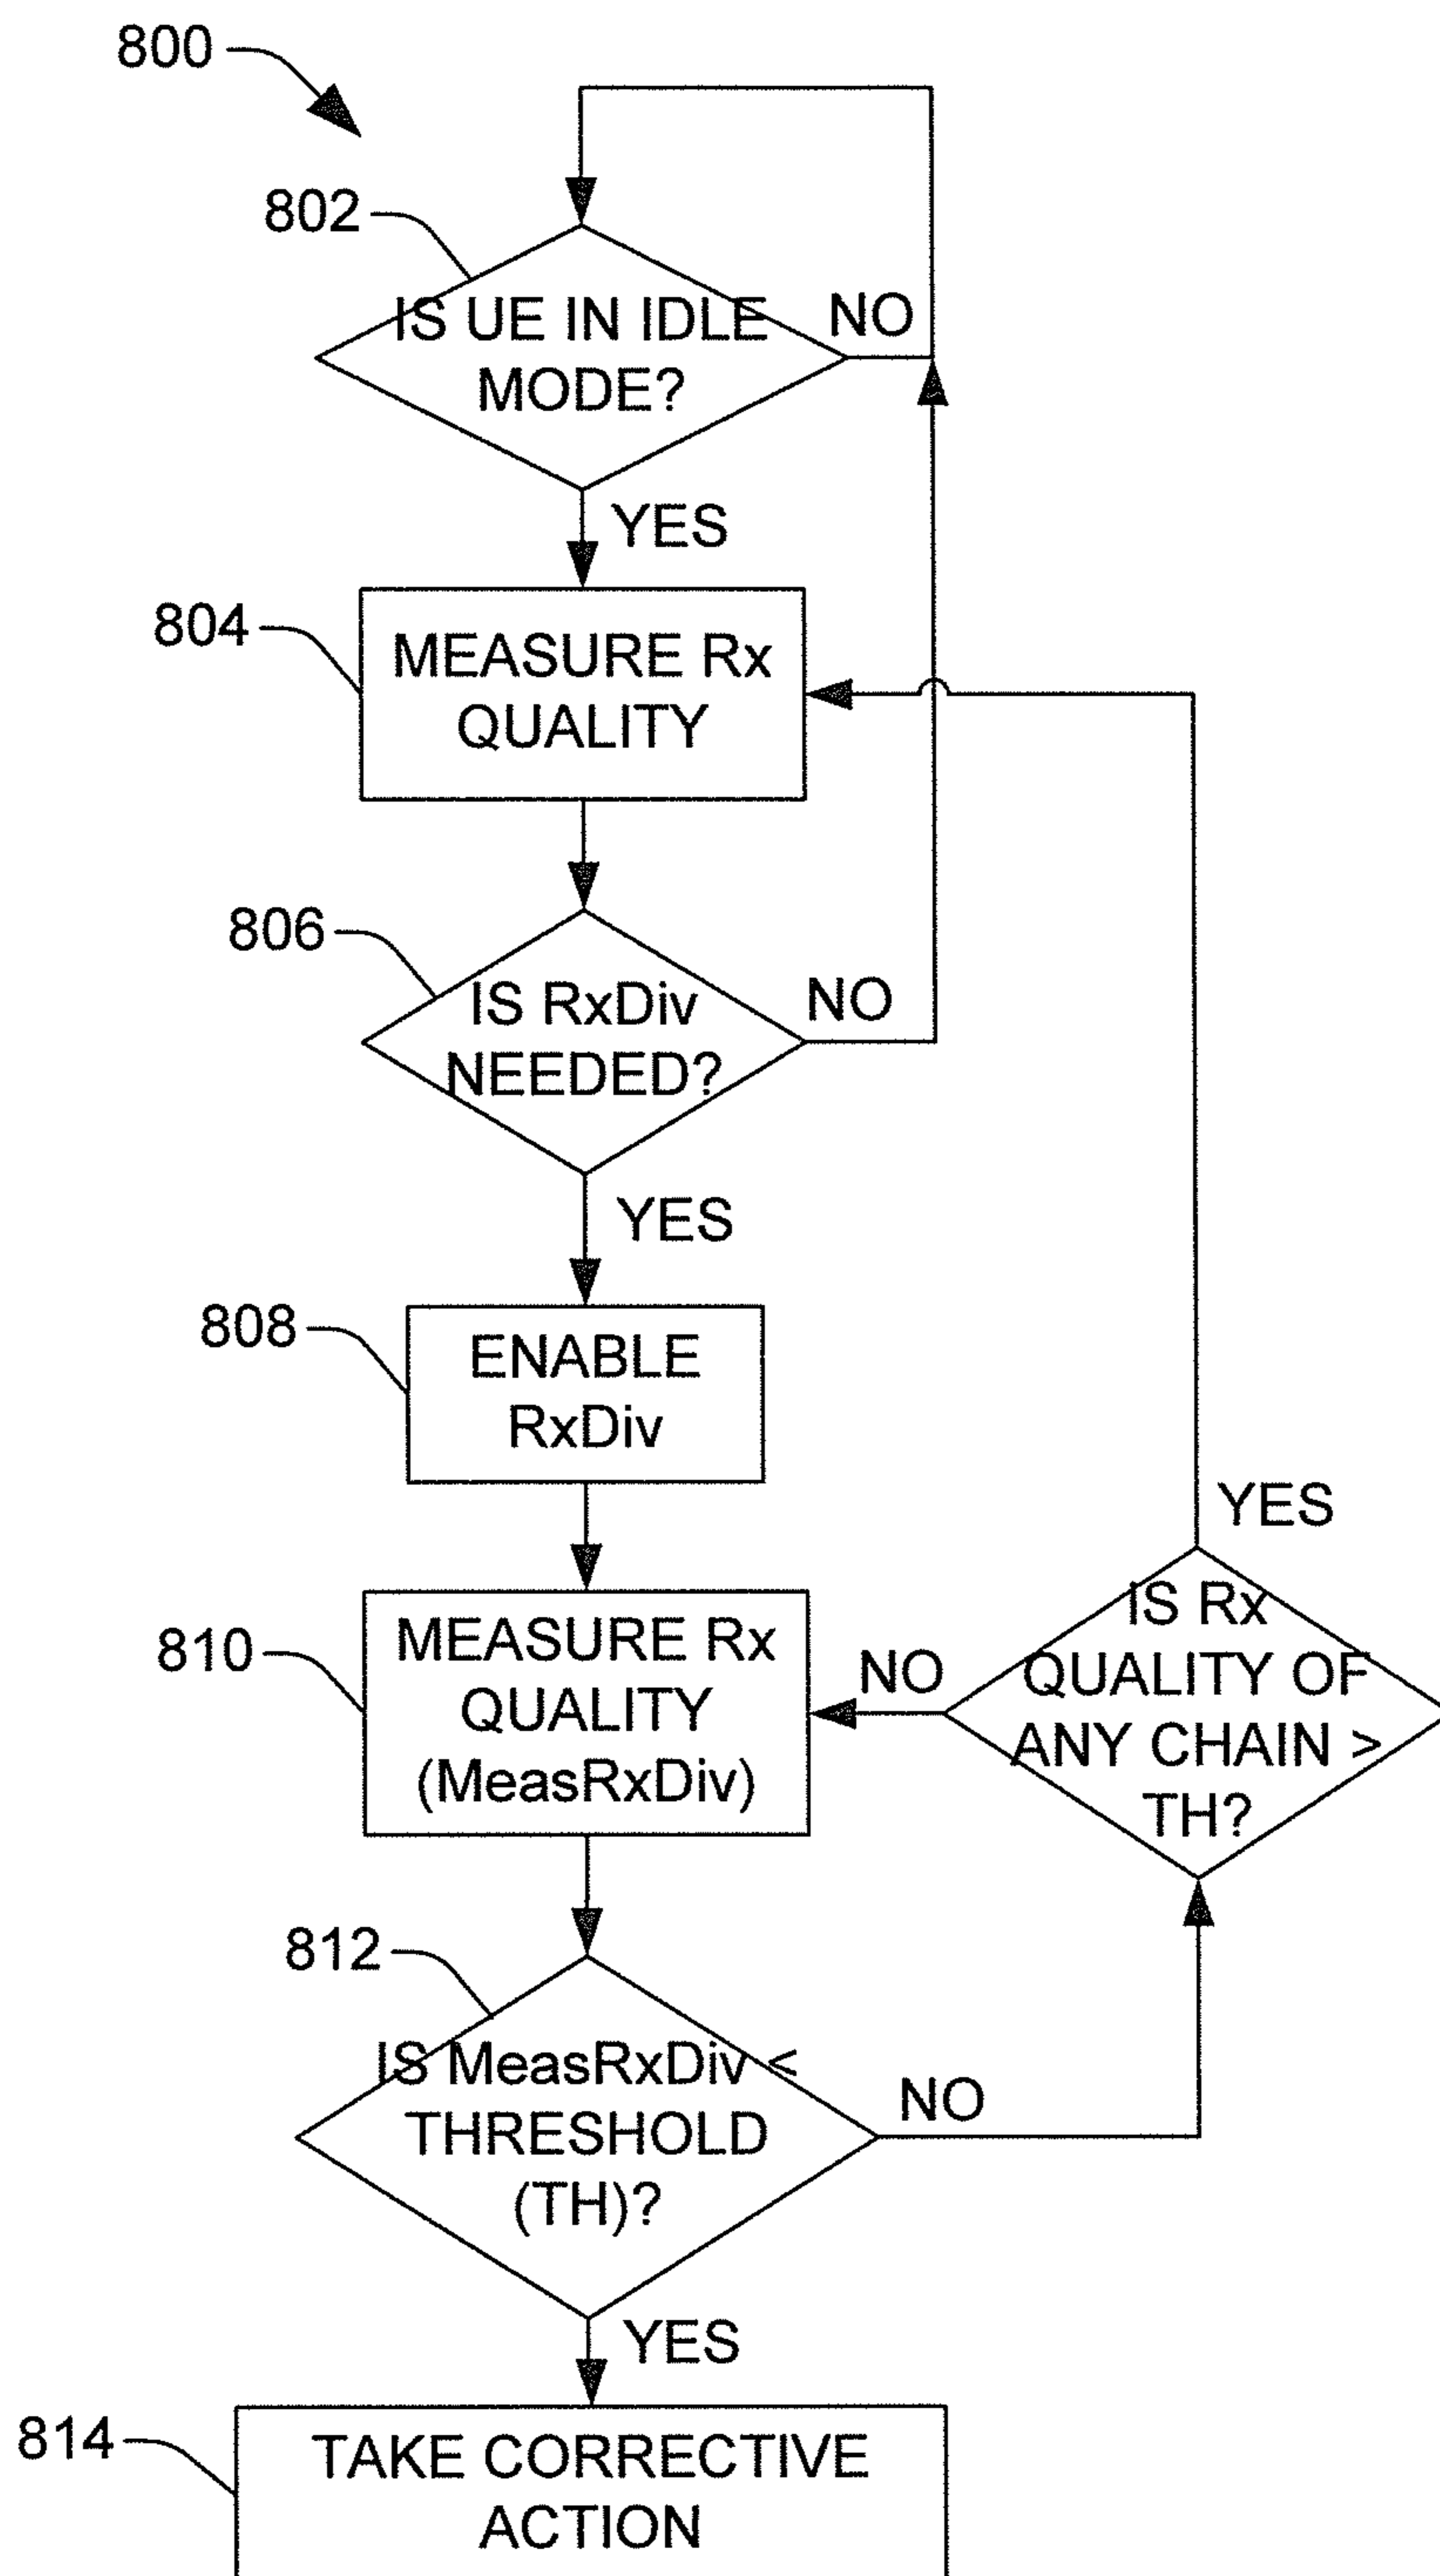 800
802
IS UE IN IDLE
MODE?
NO
YES
804
MEASURE Rx
QUALITY
806
IS RxDiv
NEEDED?
NO
YES
808
ENABLE
RxDiv
810
MEASURE Rx
QUALITY
(MeasRxDiv)
NO
YES
IS Rx
QUALITY OF
ANY CHAIN >
TH?
812
IS MeasRxDiv <
THRESHOLD
(TH)?
NO
YES
814
TAKE CORRECTIVE
ACTION